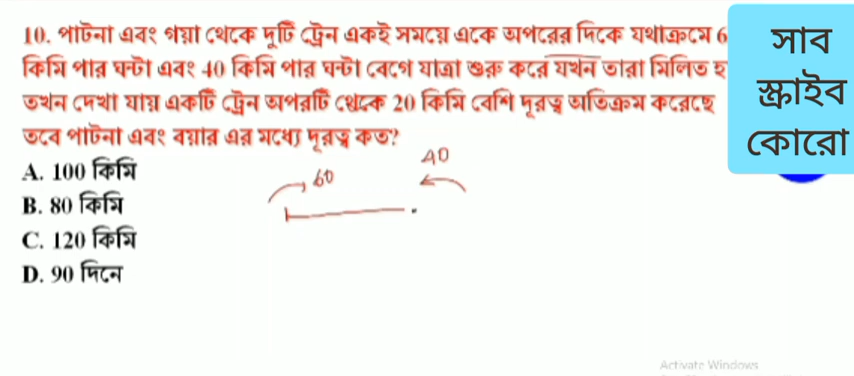 10. পাটনা এবং গয়া থেকে দুটি ট্রেন একই সময়ে একে অপরের দিকে যথাক্রমে 6
কিমি পার ঘন্টা এবং 40 কিমি পার ঘন্টা বেগে যাত্রা শুরু করে যখন তারা মিলিত হ
তখন দেখা যায় একটি ট্রেন অপরটি থেকে 20 কিমি বেশি দূরত্ব অতিক্রম করেছে
তবে পাটনা এবং বয়ার এর মধ্যে দূরত্ব কত?
A. 100 কিমি
B. 80 কিমি
C. 120 কিমি
D. 90 দিনে
60
40
সাব
স্ক্রাইব
কোরো
Activate Windows